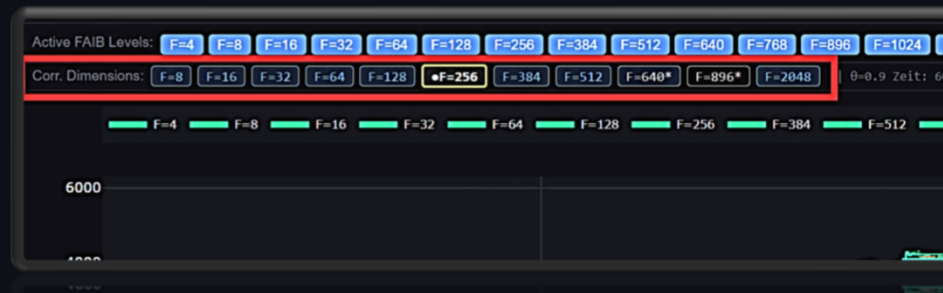 Active FAIB Levels: F=4 F=8 F=16 F=32 F=64 F=128 F=256 F=384 F=512 F=640 F=768 F=896 F=1024
Corr. Dimensions: F=8 F=16 F=32 F=64 F=128 ●F=256 F=384 F=512 F=640* F=896* F=2048 | θ=0.9 Zeit:
F=4 F=8 F=16 F=32 F=64 F=128 F=256 F=384 F=512
6000